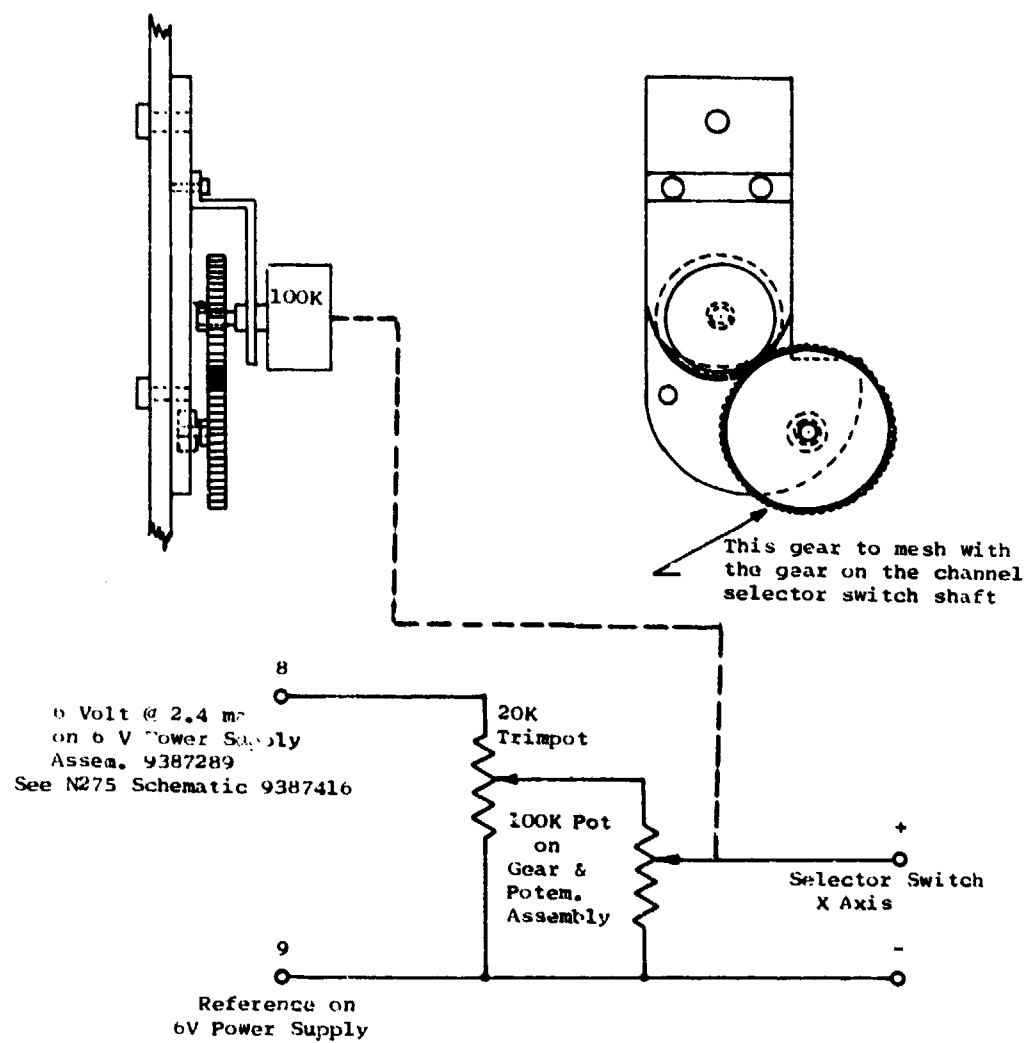 100K
This gear to mesh with
the gear on the channel
selector switch shaft
8
Volt @ 2.4
on 6 V Power Supply
Assem. 9387289
See N275 Schematic 9387416
20K
Trimpot
100K Pot
on
Gear &
Potem.
Assembly
+
Selector Switch
X Axis
9
-
Reference on
6V Power Supply